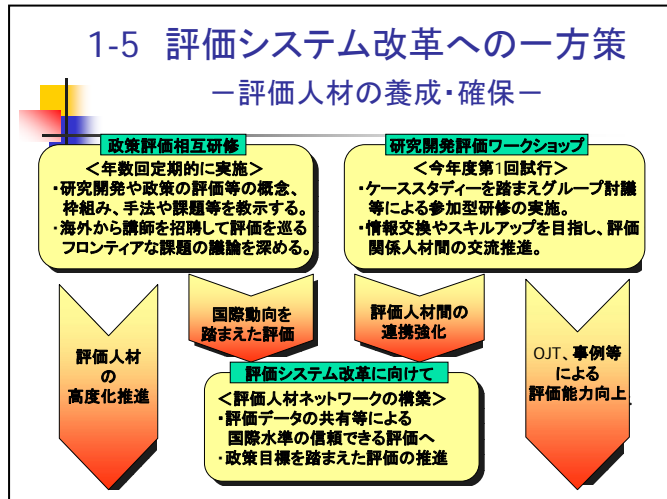 1-5 評価システム改革への一方策
－評価人材の養成・確保－
政策評価相互研修
＜年数回定期的に実施＞
・研究開発や政策の評価等の概念、
枠組み、手法や課題等を教示する。
・海外から講師を招聘して評価を巡る
フロンティアな課題の議論を深める。
研究開発評価ワークショップ
＜今年度第1回試行＞
・ケーススタディーを踏まえグループ討議
等による参加型研修の実施。
・情報交換やスキルアップを目指し、評価
関係人材間の交流推進。
評価人材
の
高度化推進
国際動向を
踏まえた評価
評価人材間の
連携強化
OJT、事例等
による
評価能力向上
評価システム改革に向けて
＜評価人材ネットワークの構築＞
・評価データの共有等による
国際水準の信頼できる評価へ
・政策目標を踏まえた評価の推進